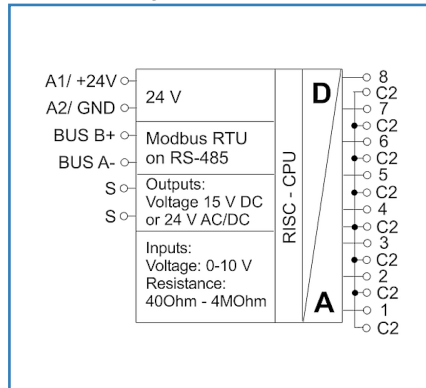 A1/ +24V
A2/ GND
BUS B+
BUS A-
S
S
24 V
Modbus RTU
on RS-485
Outputs:
Voltage 15 V DC
or 24 V AC/DC
Inputs:
Voltage: 0-10 V
Resistance:
40Ohm - 4MOhm
RISC - CPU
D
A
8
C2
7
C2
6
C2
5
C2
4
C2
3
C2
2
C2
1
C2